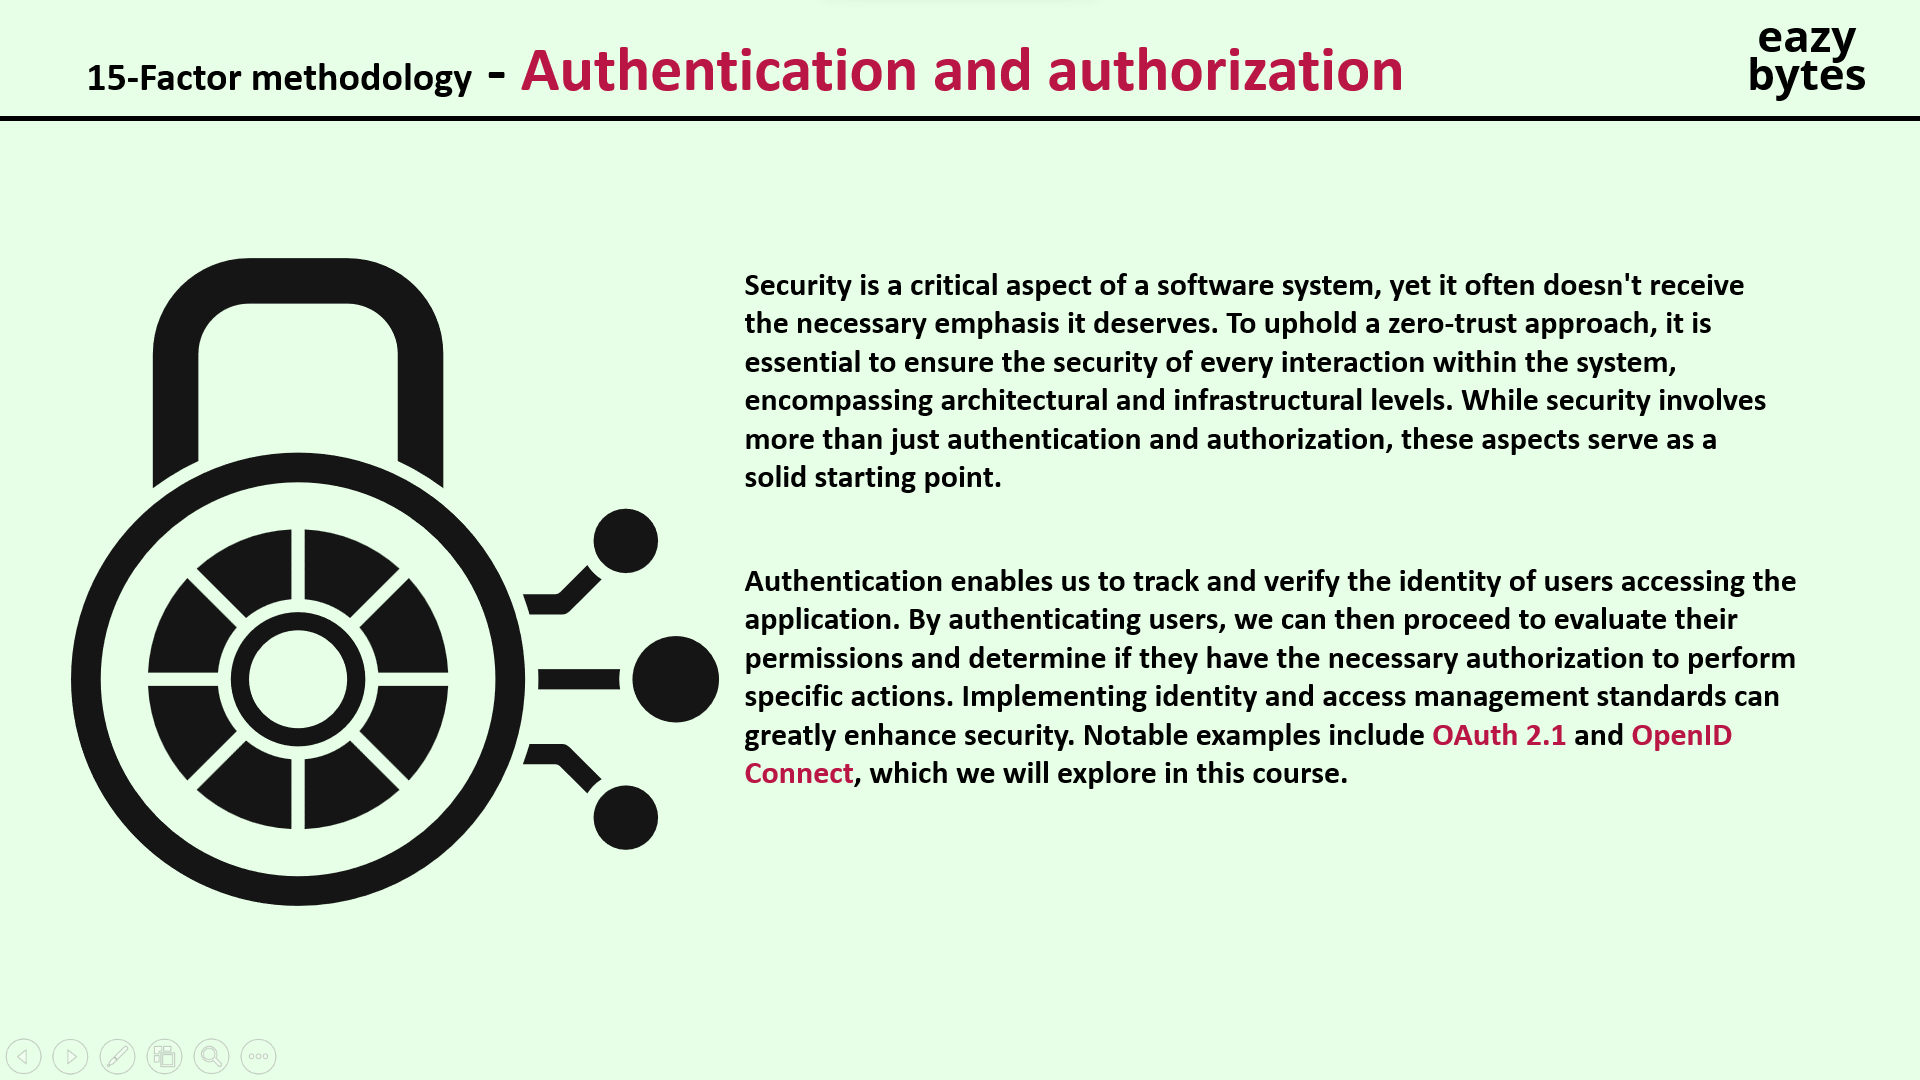 15-Factor methodology - Authentication and authorization
eazy
bytes
Security is a critical aspect of a software system, yet it often doesn't receive
the necessary emphasis it deserves. To uphold a zero-trust approach, it is
essential to ensure the security of every interaction within the system,
encompassing architectural and infrastructural levels. While security involves
more than just authentication and authorization, these aspects serve as a
solid starting point.
Authentication enables us to track and verify the identity of users accessing the
application. By authenticating users, we can then proceed to evaluate their
permissions and determine if they have the necessary authorization to perform
specific actions. Implementing identity and access management standards can
greatly enhance security. Notable examples include OAuth 2.1 and OpenID
Connect, which we will explore in this course.